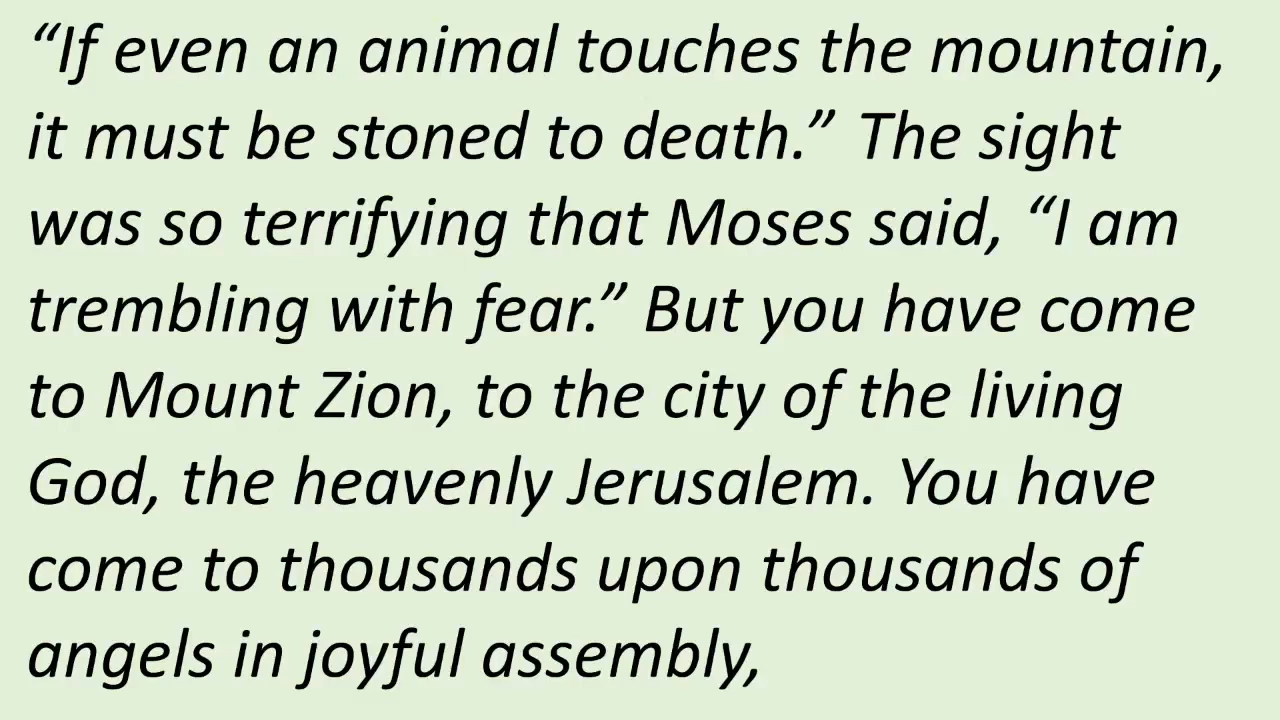 “If even an animal touches the mountain,
it must be stoned to death.” The sight
was so terrifying that Moses said, “I am
trembling with fear.” But you have come
to Mount Zion, to the city of the living
God, the heavenly Jerusalem. You have
come to thousands upon thousands of
angels in joyful assembly,